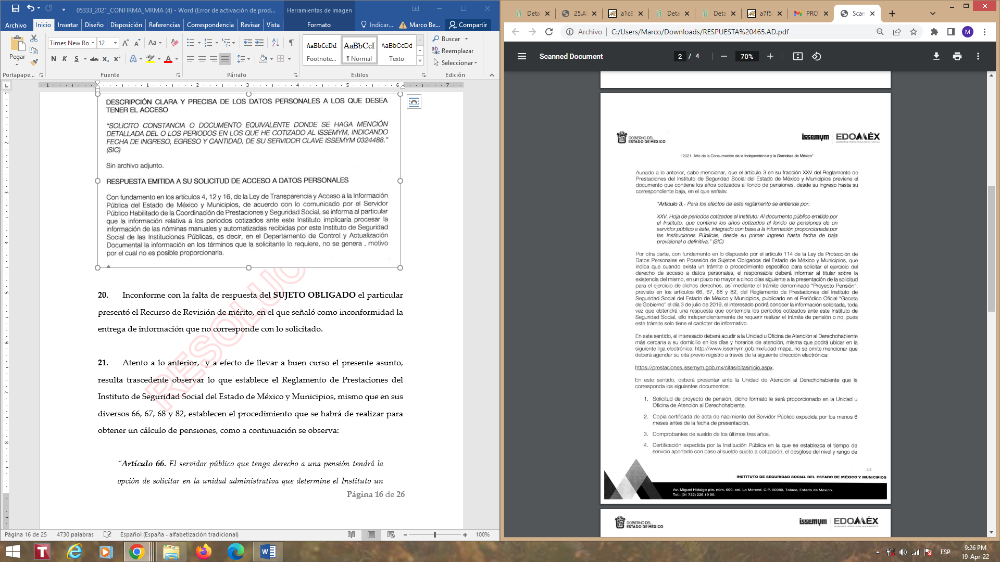 05333_2021_CONFIRMA_MRMA (4) - Word (Error de activación de prod...
Herramientas de imagen
Archivo
Inicio
Insertar
Diseño
Disposición
Referencias
Correspondencia
Revisar
Vista
Formato
Indicar...
Marco Be...
Compartir
Pegar
Times New Ro
12
Aa
N K S abc x₂ x²
AaBbCcDd
AaBbCcI
AaBbCcDd
Footnote...
¶ Normal
Texto
Buscar
Reemplazar
Seleccionar
Portapape...
Fuente
Párrafo
Estilos
Edición
DESCRIPCIÓN CLARA Y PRECISA DE LOS DATOS PERSONALES A LOS QUE DESEA
TENER EL ACCESO
“SOLICITO CONSTANCIA O DOCUMENTO EQUIVALENTE DONDE SE HAGA MENCIÓN
DETALLADA DEL O LOS PERIODOS EN LOS QUE HE COTIZADO AL ISSEMYM, INDICANDO
FECHA DE INGRESO, EGRESO Y CANTIDAD, DE SU SERVIDOR CLAVE ISSEMYM 0324488.”
(SIC)
Sin archivo adjunto.
RESPUESTA EMITIDA A SU SOLICITUD DE ACCESO A DATOS PERSONALES
Con fundamento en los artículos 4, 12 y 16, de la Ley de Transparencia y Acceso a la Información
Pública del Estado de México y Municipios, de acuerdo con lo comunicado por el Servidor
Público Habilitado de la Coordinación de Prestaciones y Seguridad Social, se informa al particular
que la información relativa a los periodos cotizados ante este Instituto implicaría procesar la
información de las nóminas manuales y automatizadas recibidas por este Instituto de Seguridad
Social de las Instituciones Públicas, es decir, en el Departamento de Control y Actualización
Documental la información en los términos que la solicitante lo requiere, no se genera , motivo
por el cual no es posible proporcionarla.
RESOLUC
20. Inconforme con la falta de respuesta del SUJETO OBLIGADO el particular
presentó el Recurso de Revisión de mérito, en el que señaló como inconformidad la
entrega de información que no corresponde con lo solicitado.
21. Atento a lo anterior, y a efecto de llevar a buen curso el presente asunto,
resulta trascedente observar lo que establece el Reglamento de Prestaciones del
Instituto de Seguridad Social del Estado de México y Municipios, mismo que en sus
diversos 66, 67, 68 y 82, establecen el procedimiento que se habrá de realizar para
obtener un cálculo de pensiones, como a continuación se observa:
“Artículo 66. El servidor público que tenga derecho a una pensión tendrá la
opción de solicitar en la unidad administrativa que determine el Instituto un
Página 16 de 26
Página 16 de 25
4730 palabras
Español (España - alfabetización tradicional)
100%
Deta
25.A
a1c8
Deta
Deta
a7f5
PRO
Scan
Archivo
C:/Users/Marco/Downloads/RESPUESTA%20465.AD.pdf
M
Scanned Document
2 / 4
70%
GOBIERNO DEL
ESTADO DE MÉXICO
issemym
EDOMÉX
"2021. Año de la Consumación de la Independencia y la Grandeza de México"
Aunado a lo anterior, cabe mencionar, que el articulo 3 en su fracción XXV del Reglamento de
Prestaciones del Instituto de Seguridad Social del Estado de México y Municipios previene el
documento que contiene los años cotizados al fondo de pensiones, desde su ingreso hasta su
correspondiente baja, en el que señala:
“Articulo 3.- Para los efectos de este reglamento se entiende por:
XXV. Hoja de periodos cotizados al Instituto: Al documento público emitido por
el Instituto, que contiene los años cotizados al fondo de pensiones de un
servidor público a éste, integrado con base a la información proporcionada por
las Instituciones Públicas, desde su primer ingreso hasta fecha de baja
provisional o definitiva.” (SIC)
Por otra parte, con fundamento en lo dispuesto por el artículo 114 de la Ley de Protección de
Datos Personales en Posesión de Sujetos Obligados del Estado de México y Municipios, que
indica que cuando exista un trámite o procedimiento específico para solicitar el ejercicio del
derecho de acceso a datos personales, el responsable deberá informar al titular sobre la
existencia del mismo, en un plazo no mayor a cinco días siguiente a la presentación de la solicitud
para el ejercicio de dichos derechos, así mediante el trámite denominado “Proyecto Pensión”,
previsto en los artículos 66, 67, 68 y 82, del Reglamento de Prestaciones del Instituto de
Seguridad Social del Estado de México y Municipios, publicado en el Periódico Oficial “Gaceta
de Gobierno” el día 3 de julio de 2019, el interesado podrá conocer la información solicitada, toda
vez que obtendrá una respuesta que contempla los periodos cotizados ante este Instituto de
Seguridad Social, ello independientemente de requerir realizar el trámite de pensión o no, pues
este trámite solo tiene el carácter de informativo.
En este sentido, el interesado deberá acudir a la Unidad u Oficina de Atención al Derechohabiente
más cercana a su domicilio en los días y horarios de atención, misma que podrá ubicar en la
siguiente liga electrónica: http://www.issemym.gob.mx/uoad-mapa, no se omite mencionar que
deberá agendar su cita previo registro a través de la siguiente dirección electrónica:
https://prestaciones.issemym.gob.mx/citas/citasinicio.aspx.
En este sentido, deberá presentar ante la Unidad de Atención al Derechohabiente que le
corresponda los siguientes documentos:
1. Solicitud de proyecto de pensión, dicho formato le será proporcionado en la Unidad u
Oficina de Atención al Derechohabiente.
2. Copia certificada de acta de nacimiento del Servidor Público expedida por los menos 6
meses antes de la fecha de presentación.
3. Comprobantes de sueldo de los últimos tres años.
4. Certificación expedida por la Institución Pública en la que se establezca el tiempo de
servicio aportado con base al sueldo sujeto a cotización, el desglose del nivel y rango de
2/3
INSTITUTO DE SEGURIDAD SOCIAL DEL ESTADO DE MÉXICO Y MUNICIPIOS
Av. Miguel Hidalgo pte. núm. 600, col. La Merced, C.P. 50080, Toluca, Estado de México.
Tel.: (01 722) 226 19 00.
GOBIERNO DEL
ESTADO DE MÉXICO
issemym
EDOMÉX
ESP
9:26 PM
19-Apr-22